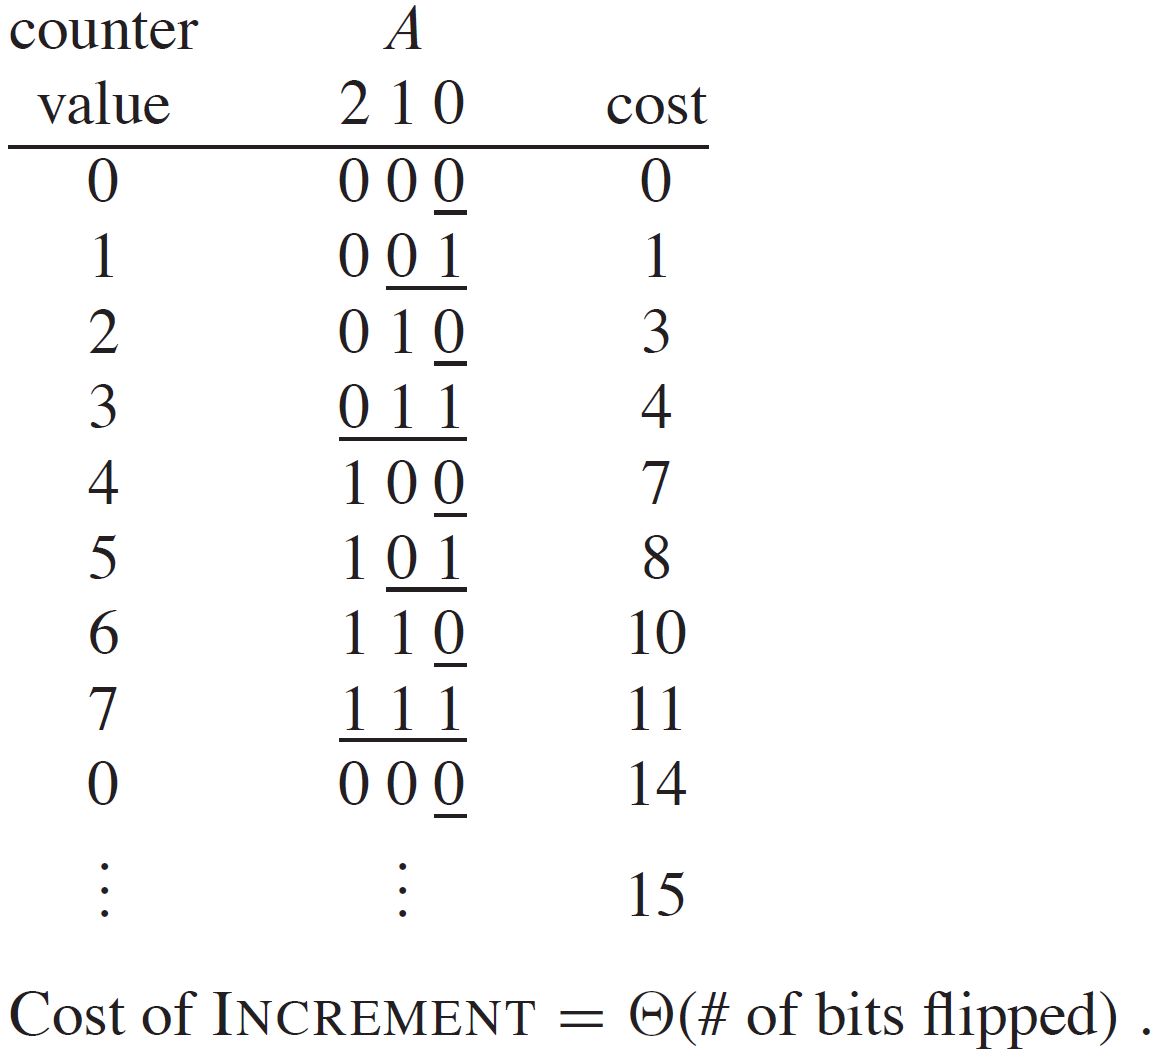 counter A
value 2 1 0 cost
0 0 0 0 0
1 0 0 1 1
2 0 1 0 3
3 0 1 1 4
4 1 0 0 7
5 1 0 1 8
6 1 1 0 10
7 1 1 1 11
0 0 0 0 14
⋮ ⋮ 15
Cost of INCREMENT = Θ(# of bits flipped) .